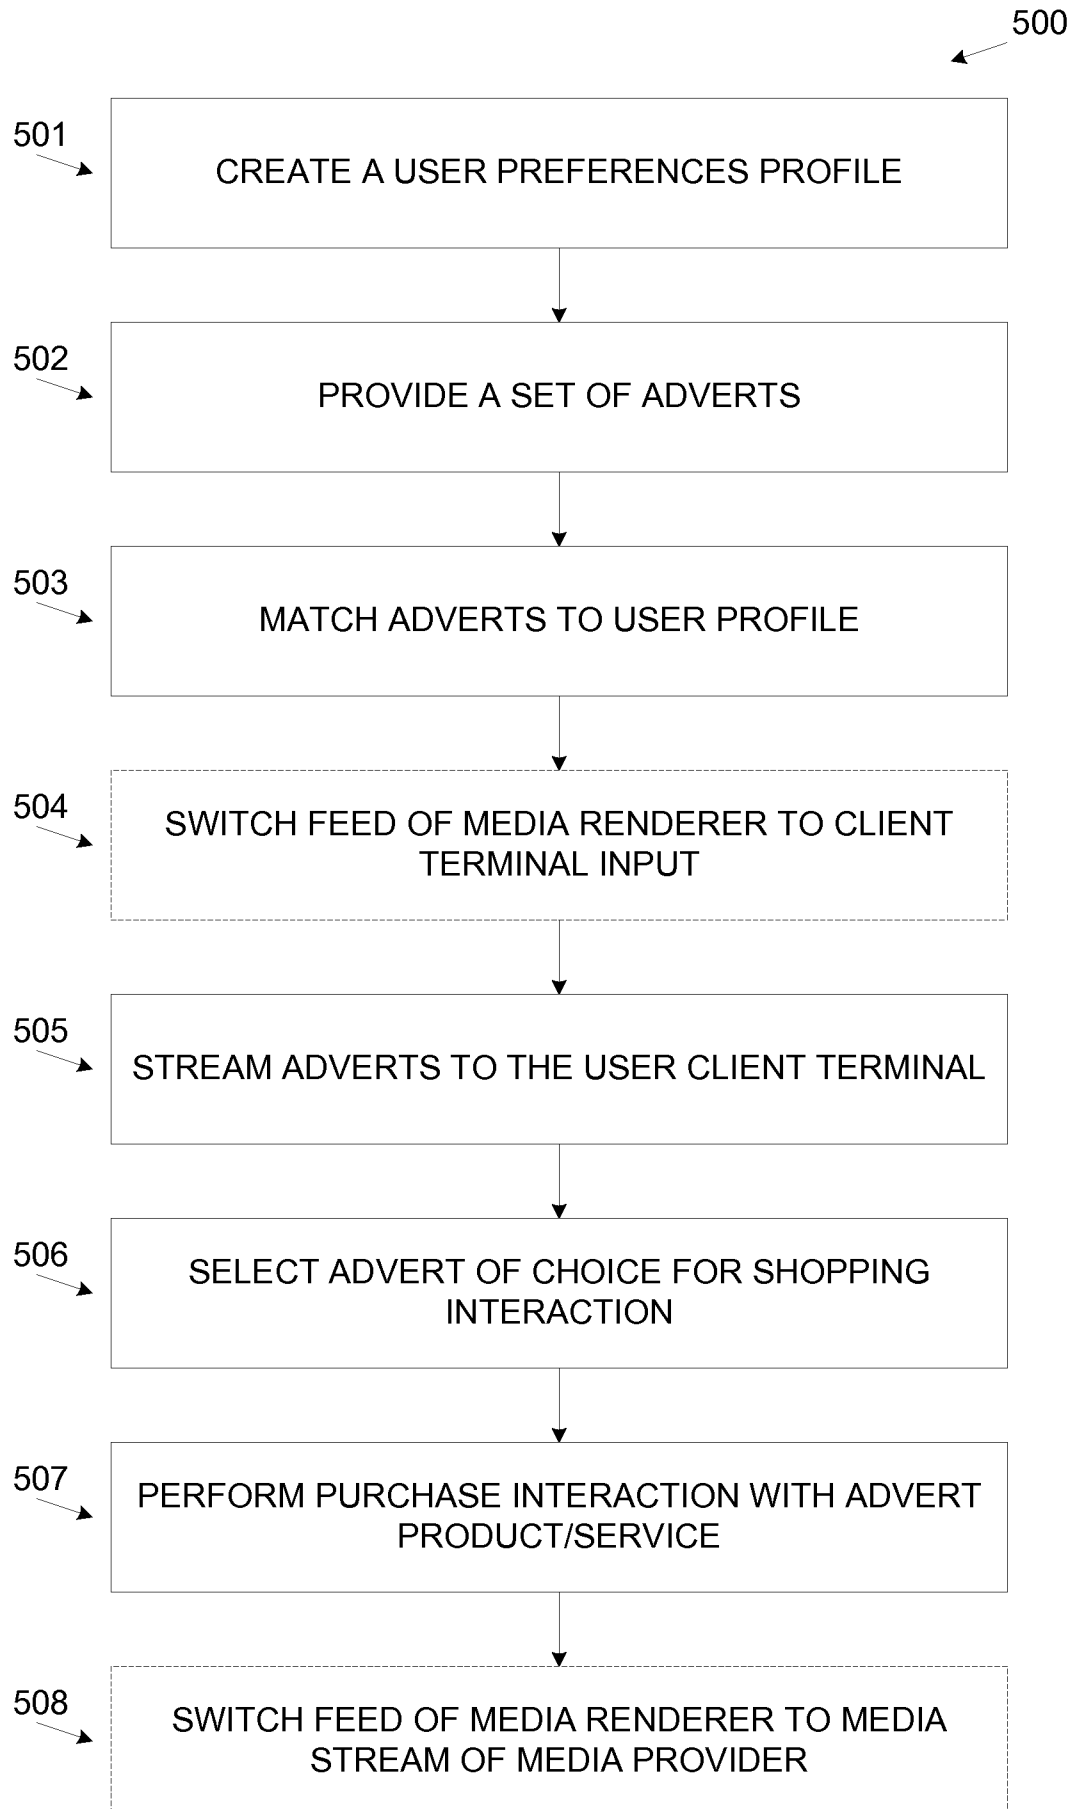 500
501
CREATE A USER PREFERENCES PROFILE
502
PROVIDE A SET OF ADVERTS
503
MATCH ADVERTS TO USER PROFILE
504
SWITCH FEED OF MEDIA RENDERER TO CLIENT
TERMINAL INPUT
505
STREAM ADVERTS TO THE USER CLIENT TERMINAL
506
SELECT ADVERT OF CHOICE FOR SHOPPING
INTERACTION
507
PERFORM PURCHASE INTERACTION WITH ADVERT
PRODUCT/SERVICE
508
SWITCH FEED OF MEDIA RENDERER TO MEDIA
STREAM OF MEDIA PROVIDER